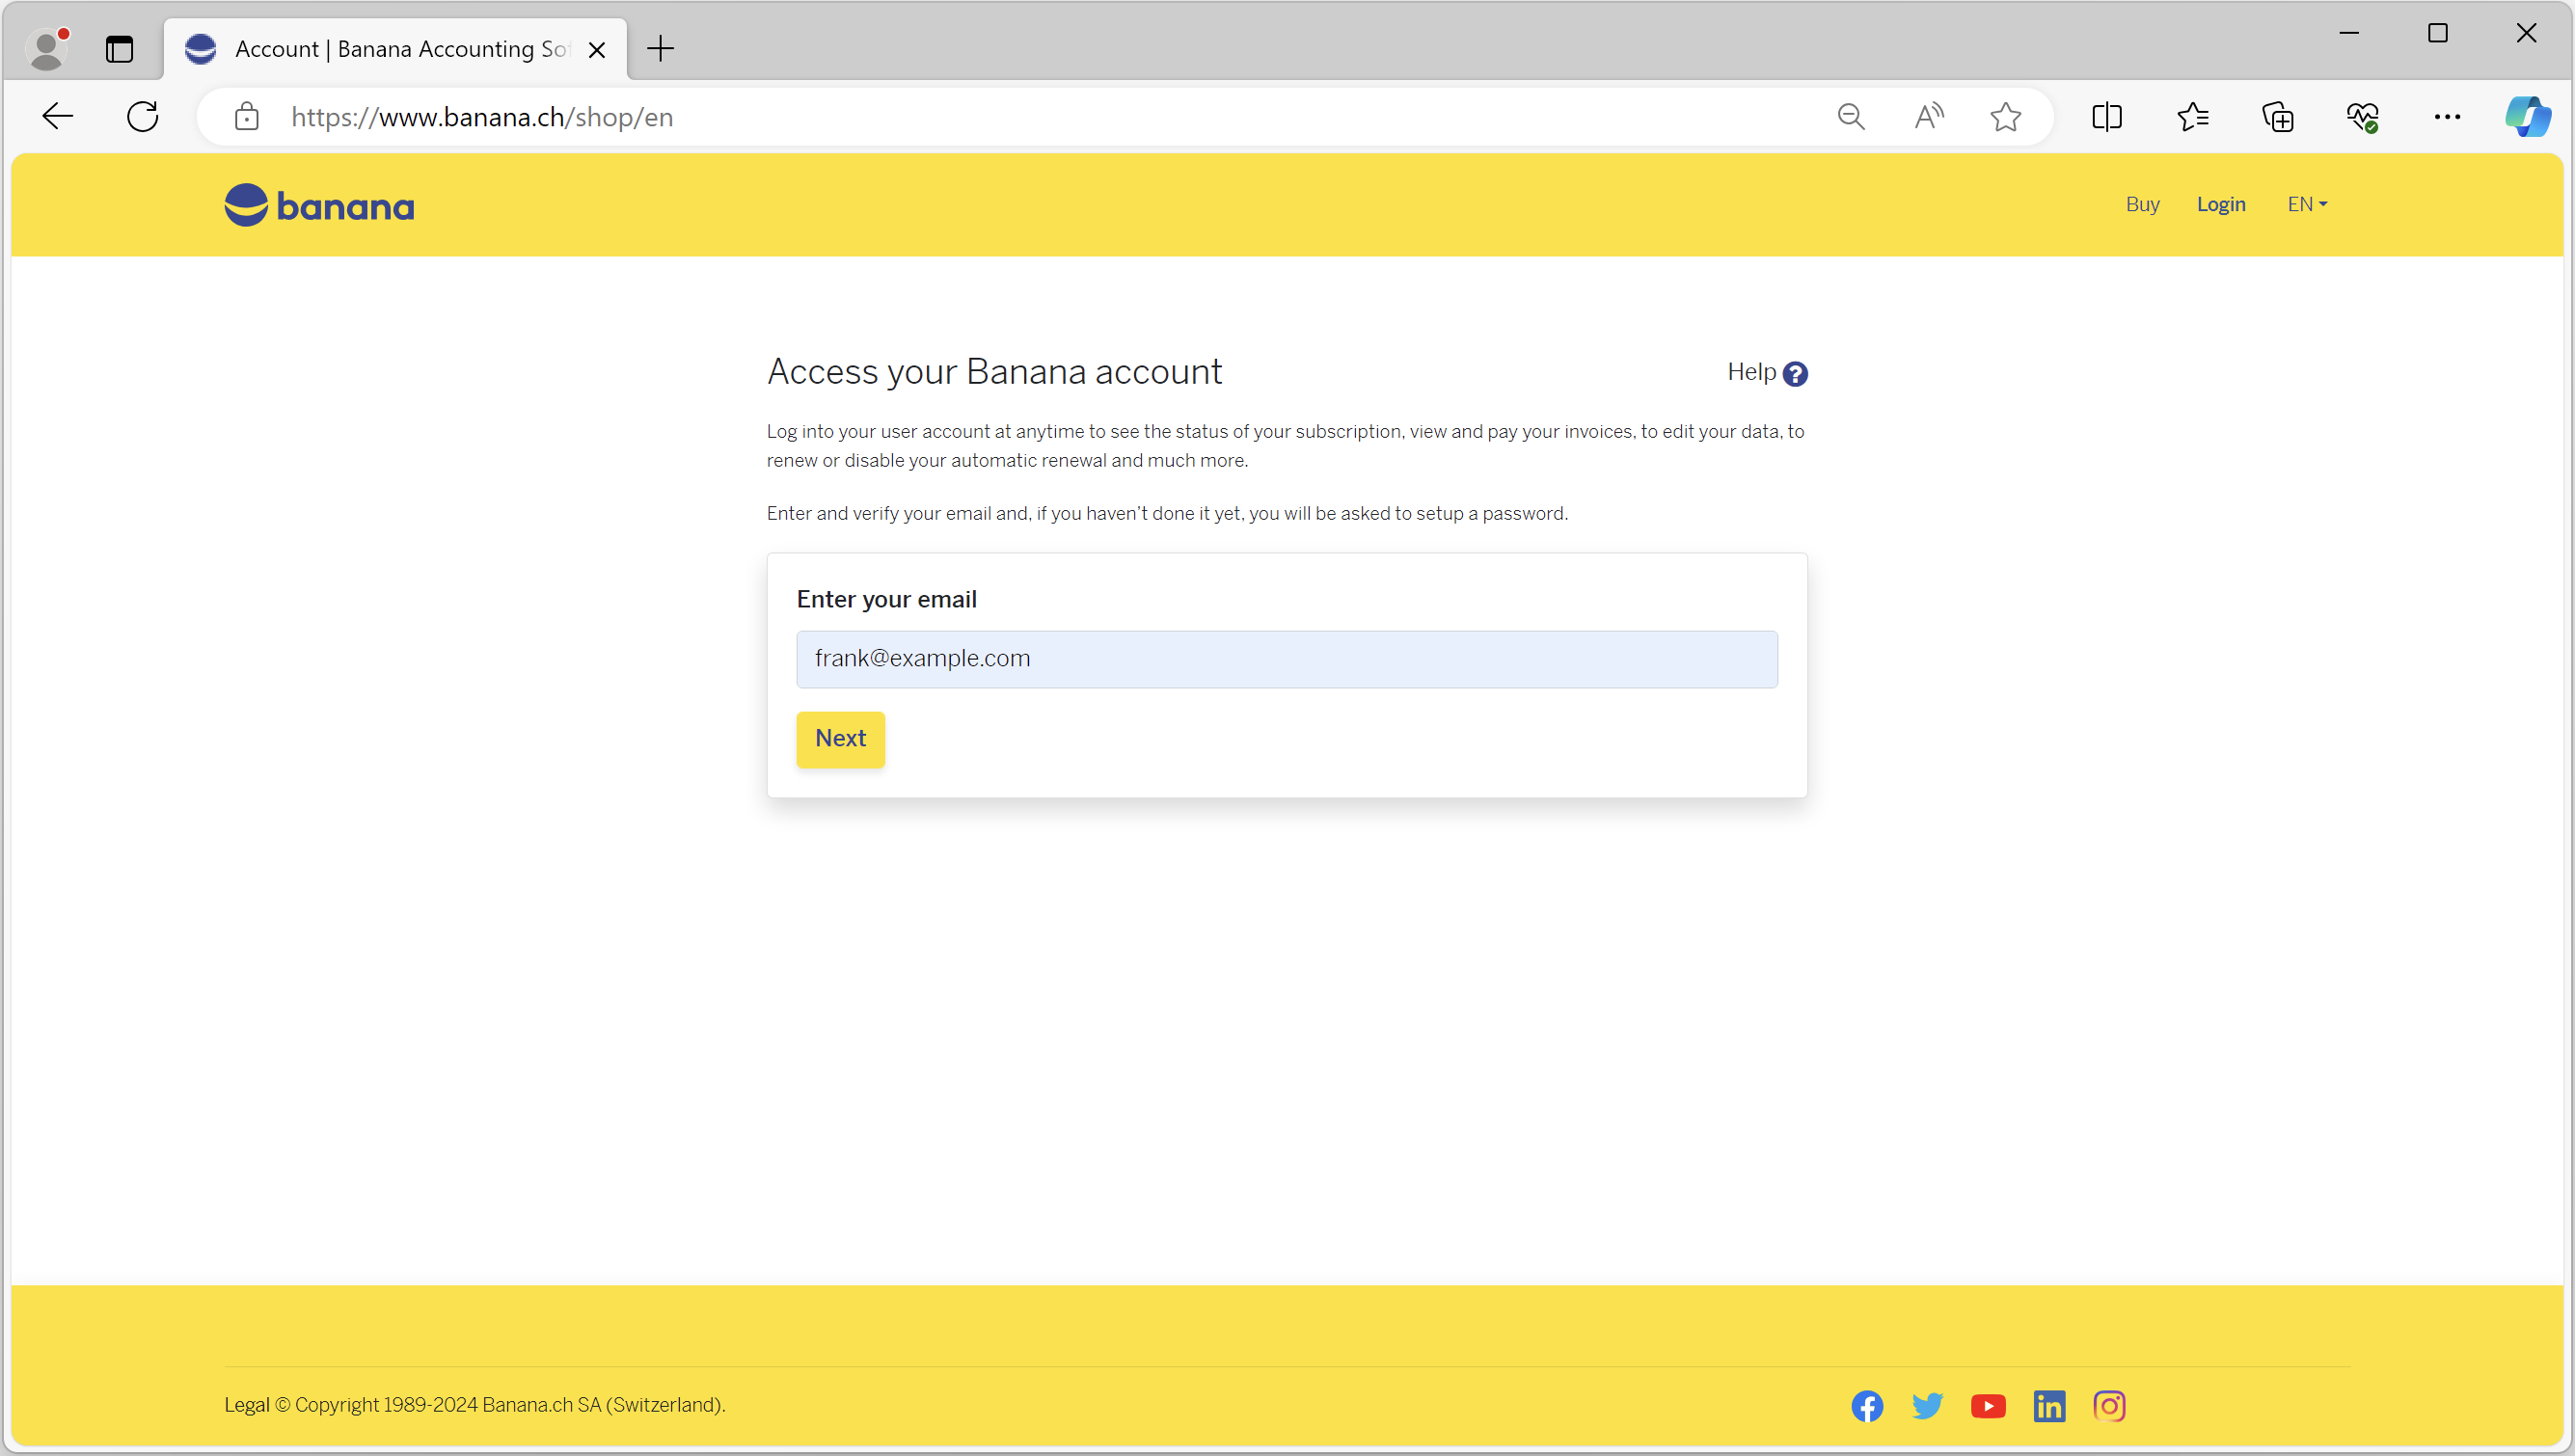 Account | Banana Accounting So
https://www.banana.ch/shop/en
banana
Buy
Login
EN
Access your Banana account
Help ?
Log into your user account at anytime to see the status of your subscription, view and pay your invoices, to edit your data, to
renew or disable your automatic renewal and much more.
Enter and verify your email and, if you haven’t done it yet, you will be asked to setup a password.
Enter your email
frank@example.com
Next
Legal © Copyright 1989-2024 Banana.ch SA (Switzerland).